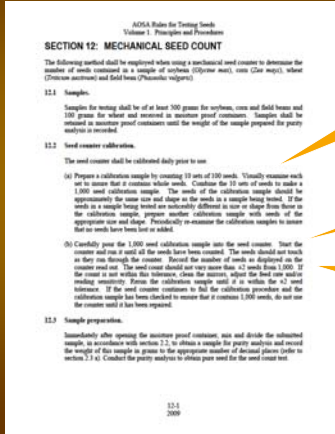 AOSA Rules for Testing Seeds
Volume 1. Principles and Procedures
SECTION 12: MECHANICAL SEED COUNT
The following method shall be employed when using a mechanical seed counter to determine the
number of seeds contained in a sample of soybean (Glycine max), corn (Zea mays), wheat
(Triticum aestivum) and field bean (Phaseolus vulgaris).
12.1 Samples.
Samples for testing shall be of at least 500 grams for soybean, corn and field beans and
100 grams for wheat and received in moisture proof containers. Samples shall be
retained in moisture proof containers until the weight of the sample prepared for purity
analysis is recorded.
12.2 Seed counter calibration.
The seed counter shall be calibrated daily prior to use.
(a) Prepare a calibration sample by counting 10 sets of 100 seeds. Visually examine each
set to insure that it contains whole seeds. Combine the 10 sets of seeds to make a
1,000 seed calibration sample. The seeds of the calibration sample should be
approximately the same size and shape as the seeds in a sample being tested. If the
seeds in a sample being tested are noticeably different in size or shape from those in
the calibration sample, prepare another calibration sample with seeds of the
appropriate size and shape. Periodically re-examine the calibration samples to insure
that no seeds have been lost or added.
(b) Carefully pour the 1,000 seed calibration sample into the seed counter. Start the
counter and run it until all the seeds have been counted. The seeds should not touch
as they run through the counter. Record the number of seeds as displayed on the
counter read out. The seed count should not vary more than ±2 seeds from 1,000. If
the count is not within this tolerance, clean the mirrors, adjust the feed rate and/or
reading sensitivity. Rerun the calibration sample until it is within the ±2 seed
tolerance. If the seed counter continues to fail the calibration procedure and the
calibration sample has been checked to ensure that it contains 1,000 seeds, do not use
the counter until it has been repaired.
12.3 Sample preparation.
Immediately after opening the moisture proof container, mix and divide the submitted
sample, in accordance with section 2.2, to obtain a sample for purity analysis and record
the weight of this sample in grams to the appropriate number of decimal places (refer to
section 2.3 a). Conduct the purity analysis to obtain pure seed for the seed count test.
12-1
2009